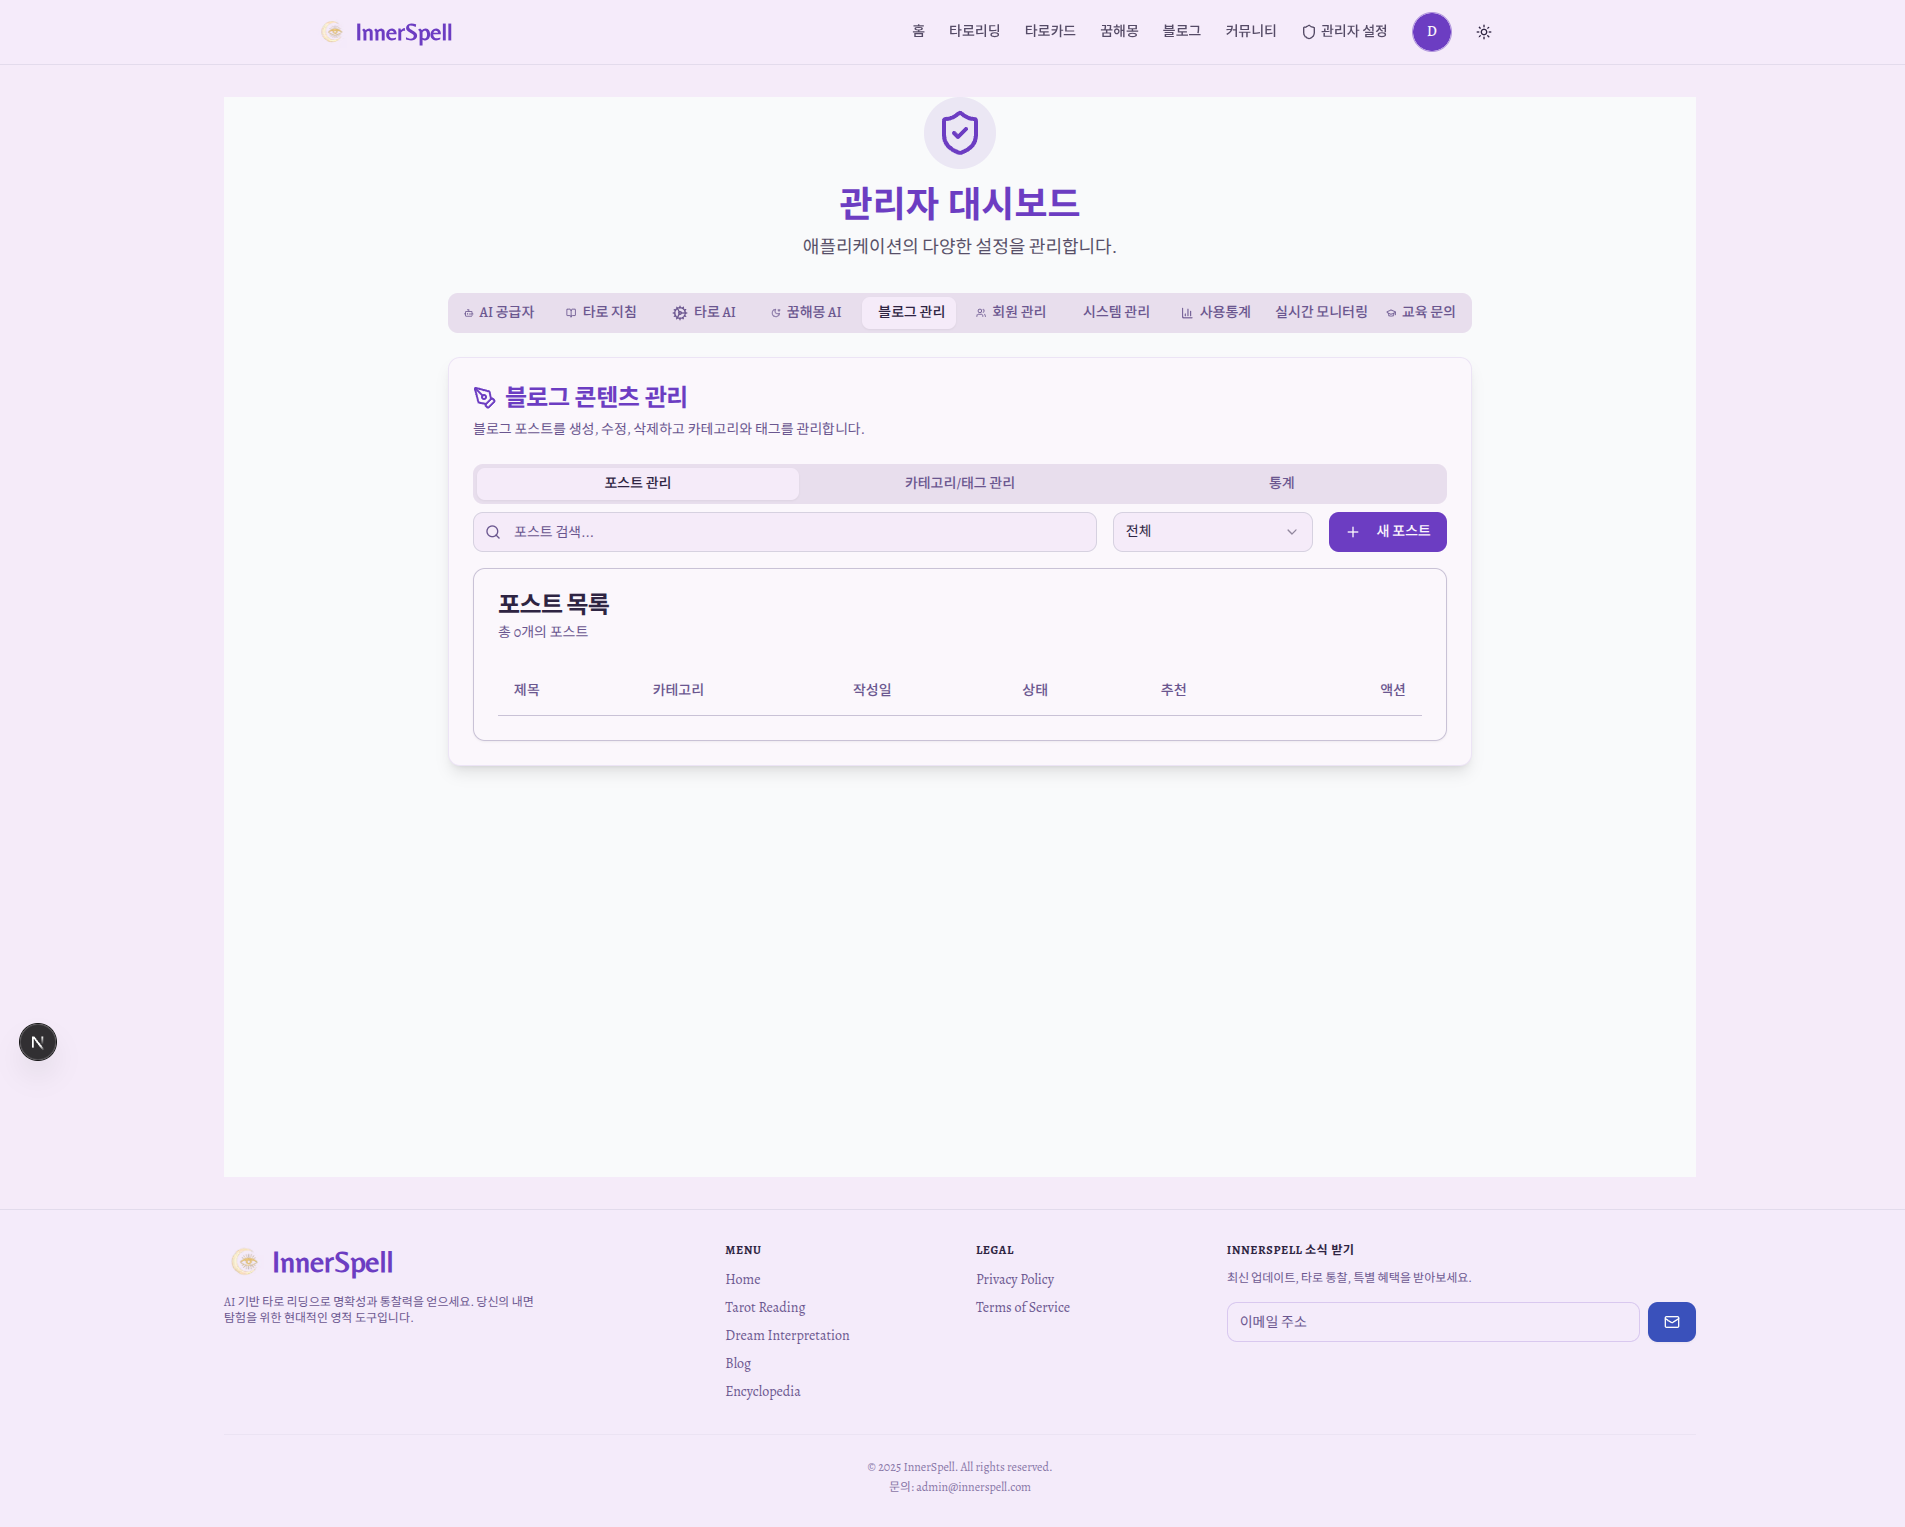 InnerSpell
홈
타로리딩
타로카드
꿈해몽
블로그
커뮤니티
관리자 설정
D
관리자 대시보드
애플리케이션의 다양한 설정을 관리합니다.
AI 공급자
타로 지침
타로 AI
꿈해몽 AI
블로그 관리
회원 관리
시스템 관리
사용통계
실시간 모니터링
교육 문의
블로그 콘텐츠 관리
블로그 포스트를 생성, 수정, 삭제하고 카테고리와 태그를 관리합니다.
포스트 관리
카테고리/태그 관리
통계
포스트 검색...
전체
새 포스트
포스트 목록
총 0개의 포스트
제목
카테고리
작성일
상태
추천
액션
N
InnerSpell
AI 기반 타로 리딩으로 명확성과 통찰력을 얻으세요. 당신의 내면
탐험을 위한 현대적인 영적 도구입니다.
MENU
Home
Tarot Reading
Dream Interpretation
Blog
Encyclopedia
LEGAL
Privacy Policy
Terms of Service
INNERSPELL 소식 받기
최신 업데이트, 타로 통찰, 특별 혜택을 받아보세요.
이메일 주소
© 2025 InnerSpell. All rights reserved.
문의: admin@innerspell.com